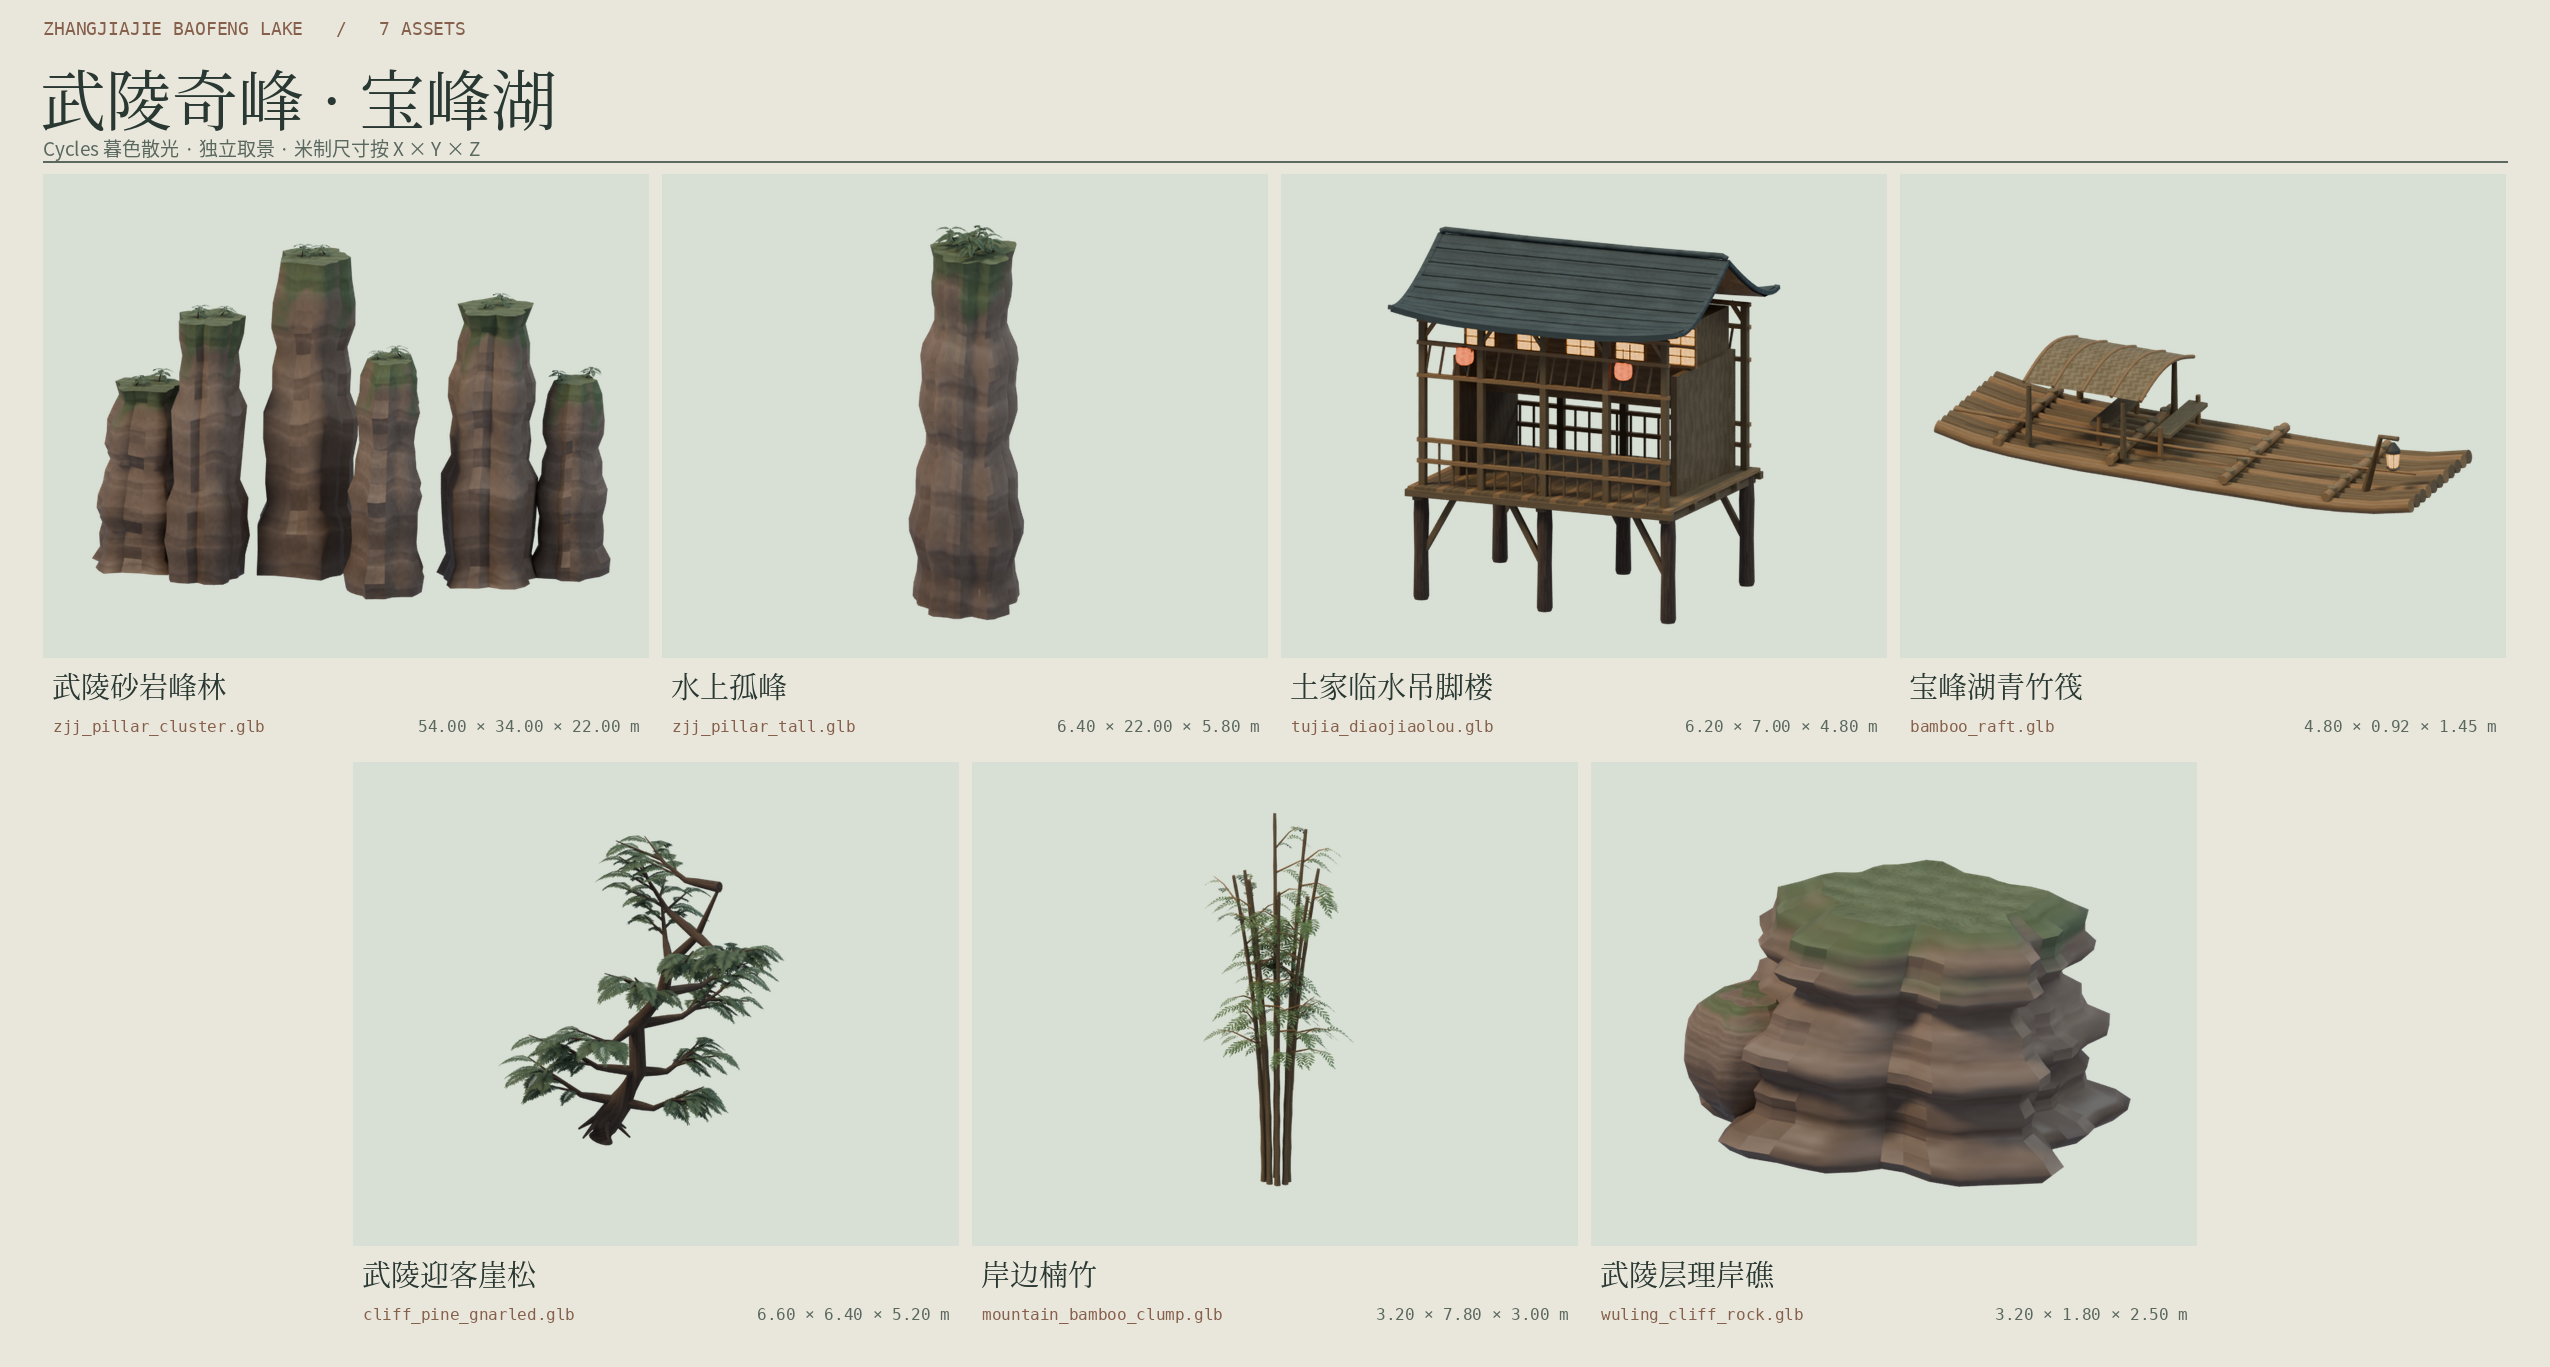 ZHANGJIAJIE BAOFENG LAKE / 7 ASSETS
武陵奇峰 · 宝峰湖
Cycles 暮色散光 · 独立取景 · 米制尺寸按 X × Y × Z
武陵砂岩峰林
zjj_pillar_cluster.glb 54.00 × 34.00 × 22.00 m
水上孤峰
zjj_pillar_tall.glb 6.40 × 22.00 × 5.80 m
土家临水吊脚楼
tujia_diaojiaolou.glb 6.20 × 7.00 × 4.80 m
宝峰湖青竹筏
bamboo_raft.glb 4.80 × 0.92 × 1.45 m
武陵迎客崖松
cliff_pine_gnarled.glb 6.60 × 6.40 × 5.20 m
岸边楠竹
mountain_bamboo_clump.glb 3.20 × 7.80 × 3.00 m
武陵层理岸礁
wuling_cliff_rock.glb 3.20 × 1.80 × 2.50 m